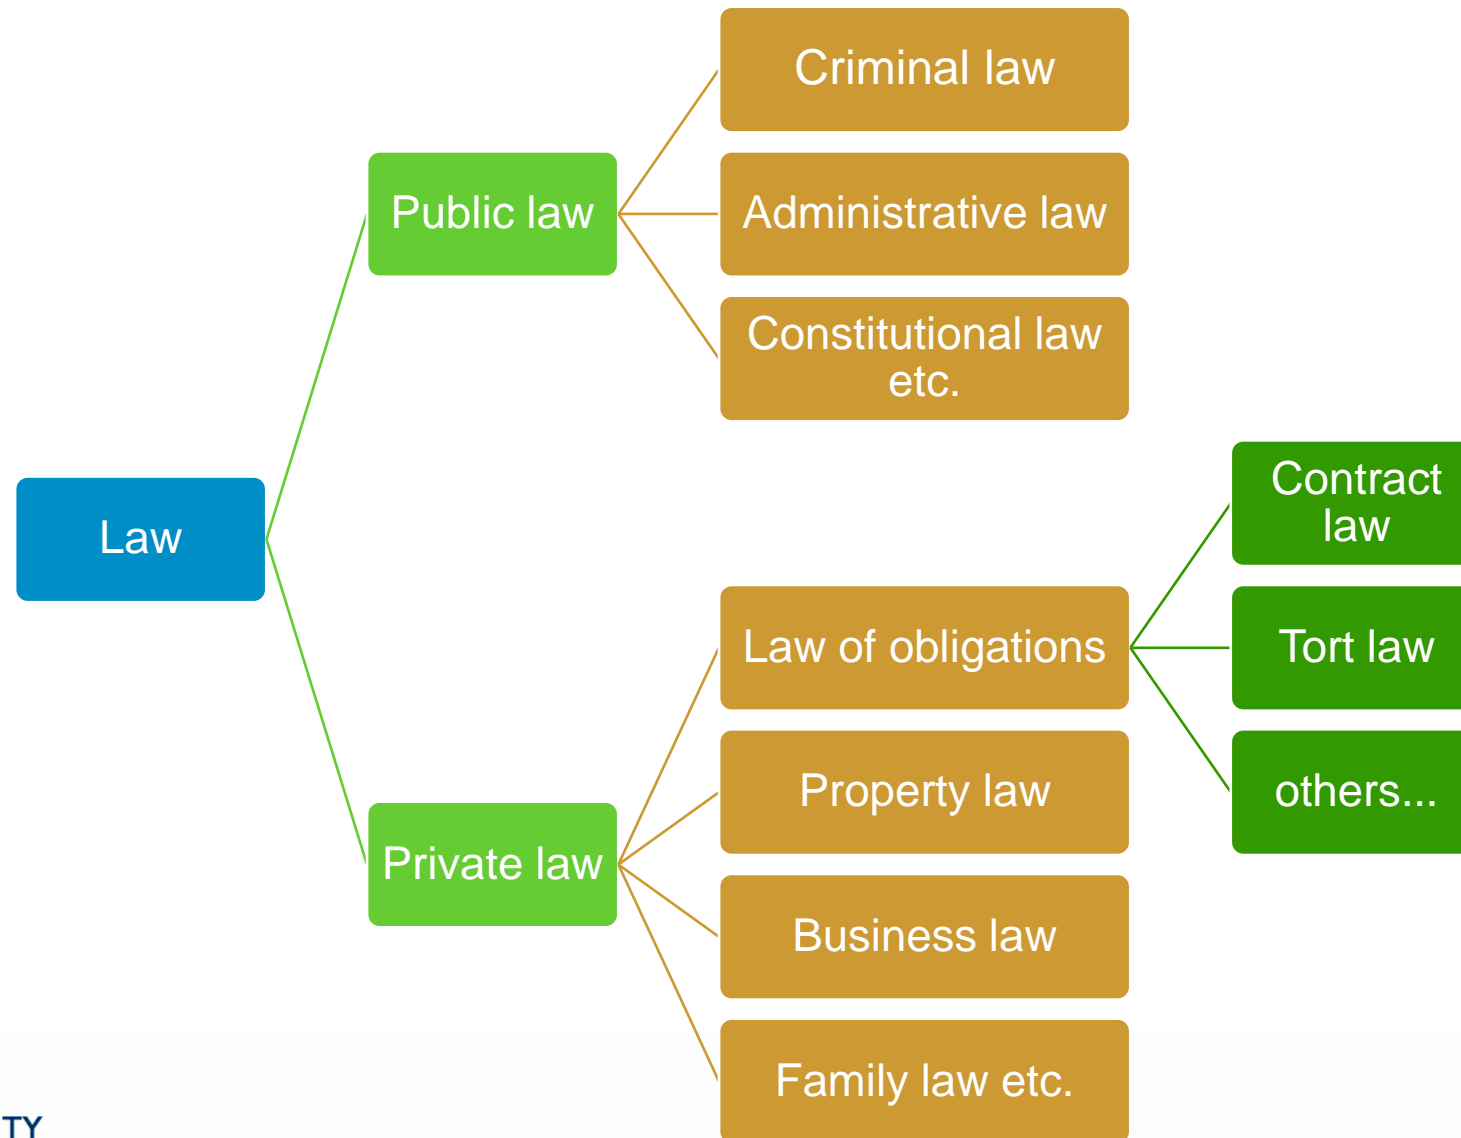 Criminal law
Public law
Administrative law
Constitutional law
etc.
Law
Contract
law
Law of obligations
Tort law
Property law
others...
Private law
Business law
Family law etc.
TY